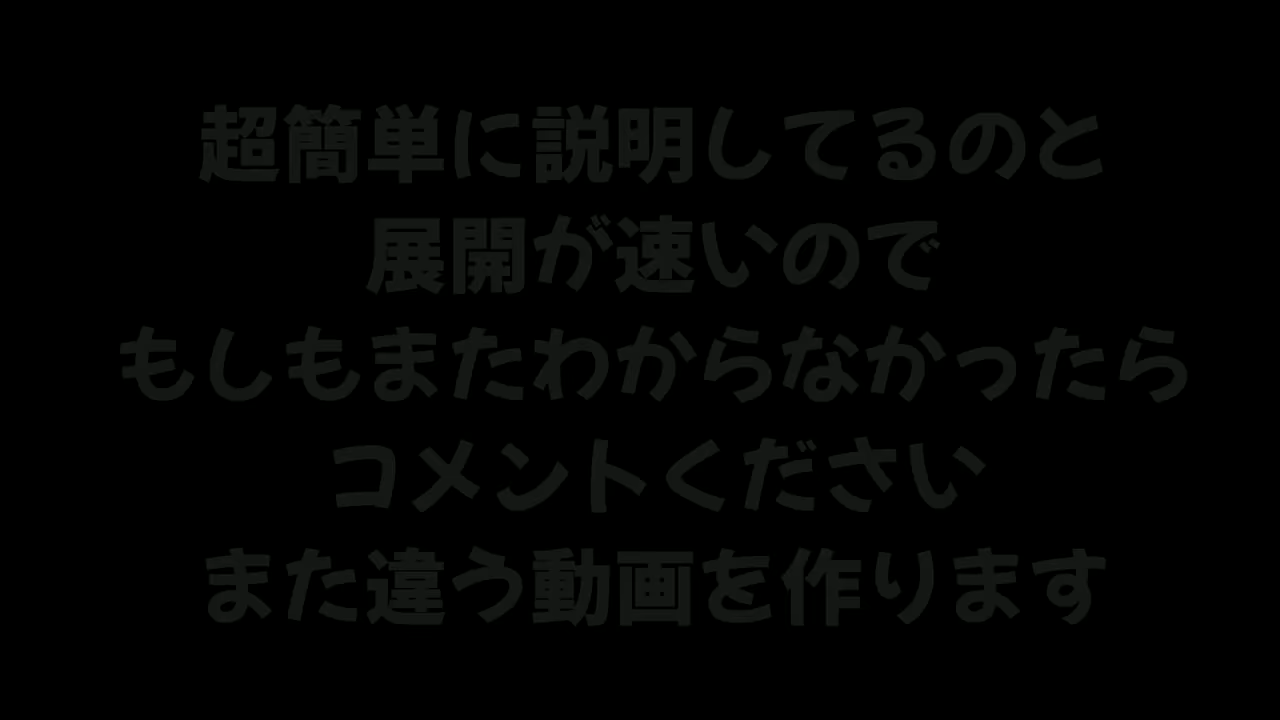 超簡単に説明してるのと
展開が速いので
もしもまたわからなかったら
コメントください
また違う動画を作ります